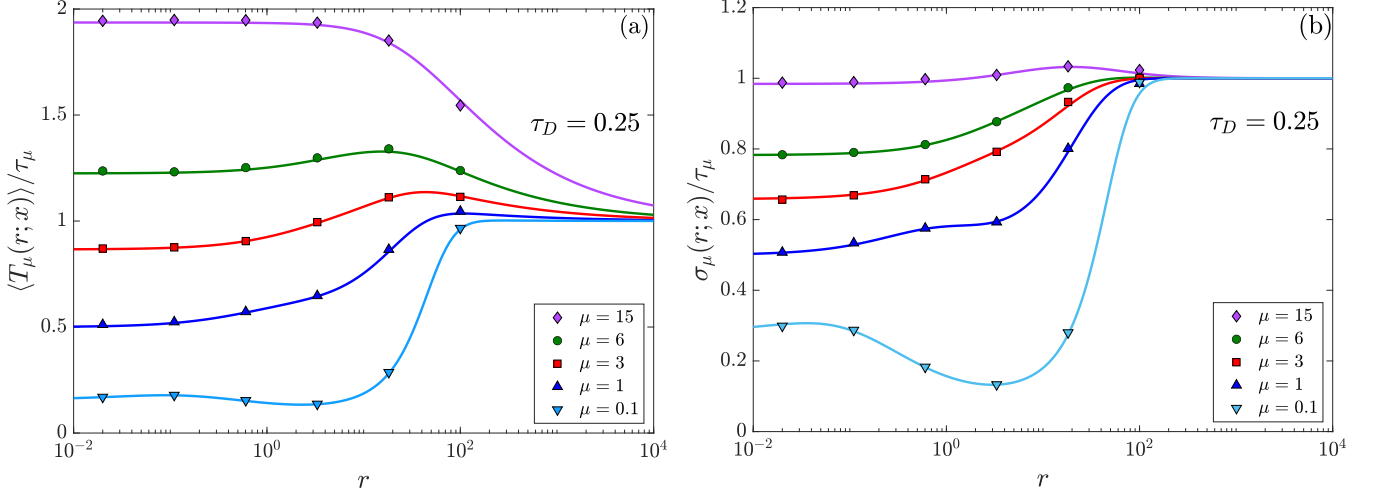 (a)
2
1.5
1
0.5
0
⟨T_μ(r; x)⟩/τ_μ
τ_D = 0.25
μ = 15
μ = 6
μ = 3
μ = 1
μ = 0.1
10^-2
10^0
10^2
10^4
r
(b)
1.2
1
0.8
0.6
0.4
0.2
0
σ_μ(r; x)/τ_μ
τ_D = 0.25
μ = 15
μ = 6
μ = 3
μ = 1
μ = 0.1
10^-2
10^0
10^2
10^4
r